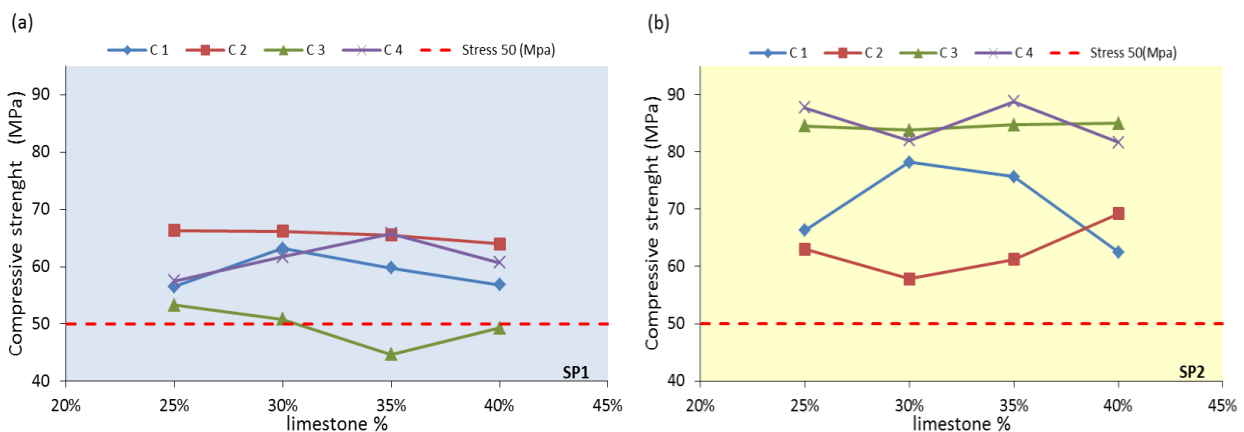 (a)
C 1 C 2 C 3 C 4 Stress 50 (Mpa)
Compressive strenght (MPa)
90
80
70
60
50
40
SP1
20% 25% 30% 35% 40% 45%
limestone %
(b)
C 1 C 2 C 3 C 4 Stress 50(Mpa)
Compressive strenght (MPa)
90
80
70
60
50
40
SP2
20% 25% 30% 35% 40% 45%
limestone %